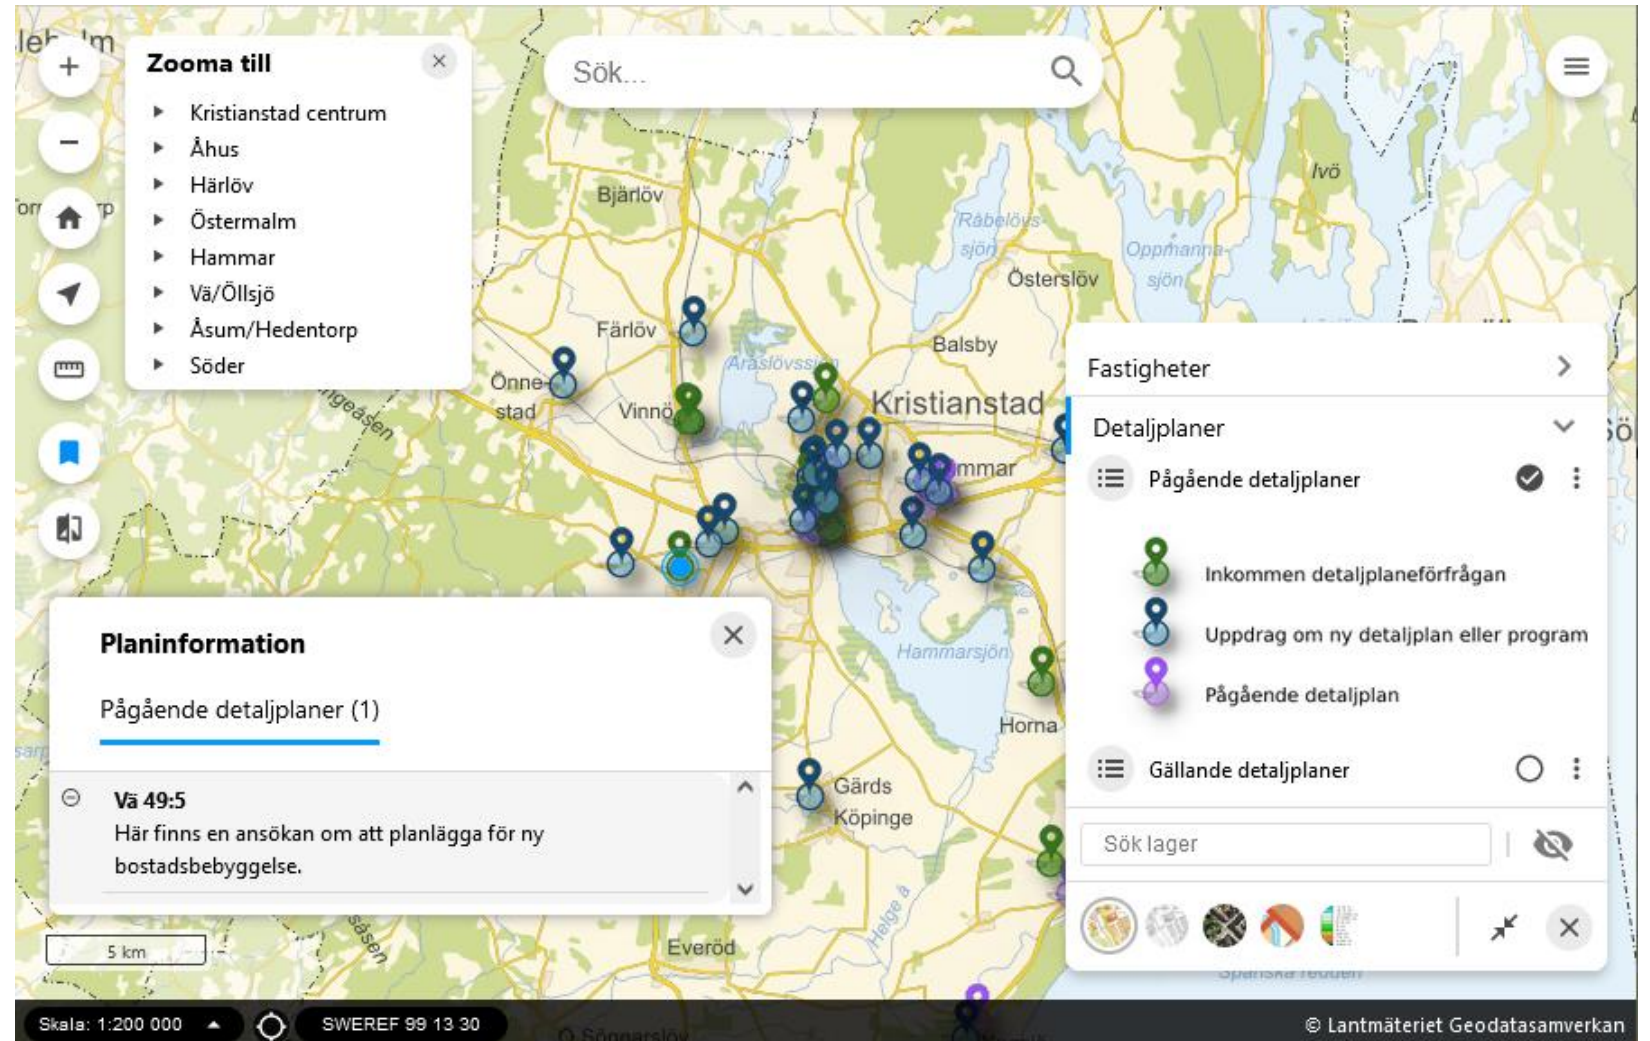 Zooma till
Kristianstad centrum
Åhus
Härlöv
Östermalm
Hammar
Vä/Öllsjö
Åsum/Hedentorp
Söder
Sök...
Bjärlöv
Ivö
Råbelövs-
sjön
Oppmanna-
sjön
Österslöv
Färlöv
Balsby
Araslövssjön
Önne-
stad
Vinnö
Kristianstad
Hammarsjön
Horna
Gärds
Köpinge
Helge å
Everöd
Fastigheter
Detaljplaner
Pågående detaljplaner
Inkommen detaljplaneförfrågan
Uppdrag om ny detaljplan eller program
Pågående detaljplan
Gällande detaljplaner
Sök lager
Planinformation
Pågående detaljplaner (1)
Vä 49:5
Här finns en ansökan om att planlägga för ny
bostadsbebyggelse.
5 km
Skala: 1:200 000
SWEREF 99 13 30
© Lantmäteriet Geodatasamverkan